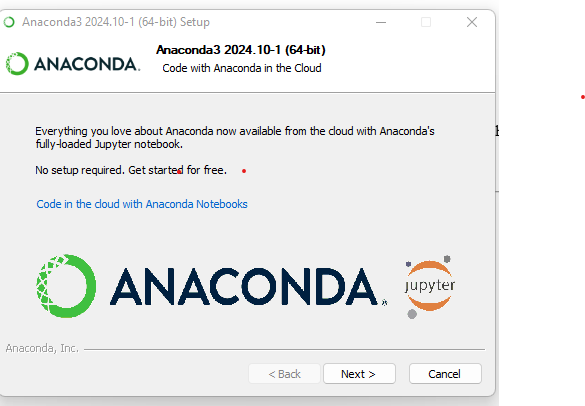 Anaconda3 2024.10-1 (64-bit) Setup
Anaconda3 2024.10-1 (64-bit)
ANACONDA.
Code with Anaconda in the Cloud
Everything you love about Anaconda now available from the cloud with Anaconda's
fully-loaded Jupyter notebook.
No setup required. Get started for free.
Code in the cloud with Anaconda Notebooks
ANACONDA.®
jupyter
Anaconda, Inc.
< Back Next > Cancel